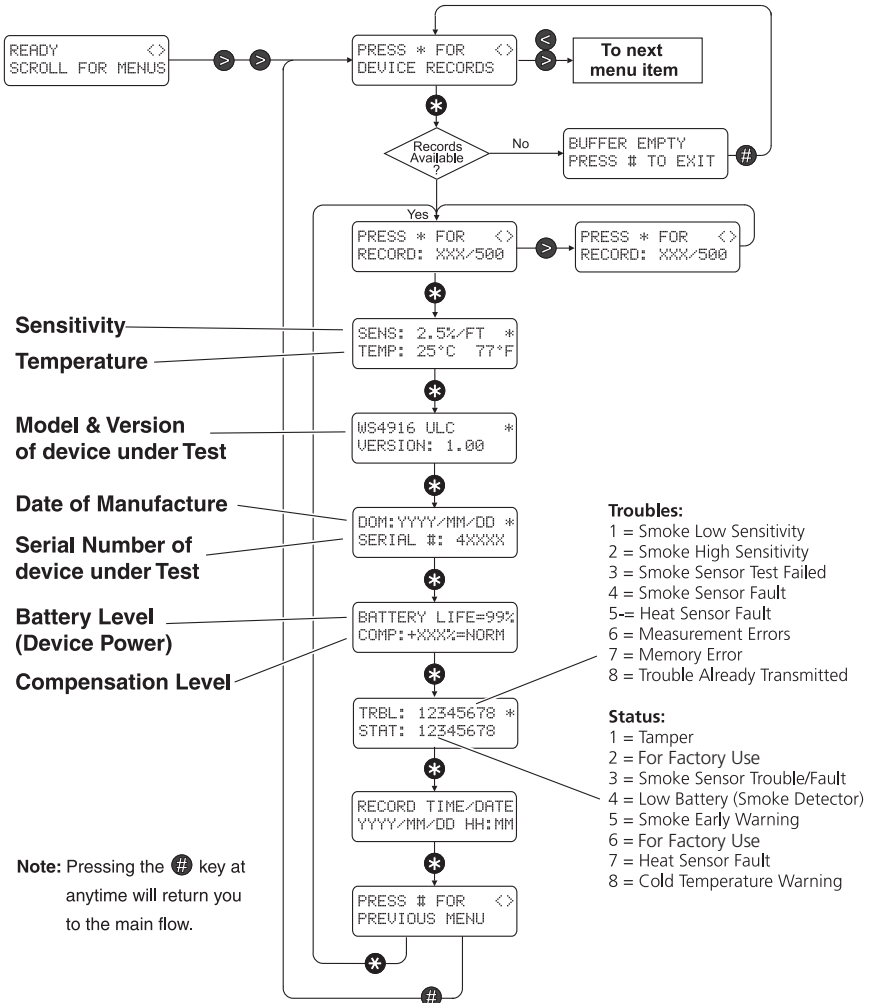 READY <>
SCROLL FOR MENUS
>
>
PRESS * FOR <>
DEVICE RECORDS
<
>
To next
menu item
*
Records
Available
?
No
BUFFER EMPTY
PRESS # TO EXIT
#
Yes
PRESS * FOR <>
RECORD: XXX/500
>
PRESS * FOR <>
RECORD: XXX/500
*
Sensitivity
Temperature
SENS: 2.5%/FT *
TEMP: 25°C 77°F
*
Model & Version
of device under Test
WS4916 ULC *
VERSION: 1.00
*
Date of Manufacture
Serial Number of
device under Test
DOM:YYYY/MM/DD *
SERIAL #: 4XXXX
*
Battery Level
(Device Power)
Compensation Level
BATTERY LIFE=99%
COMP:+XXX%=NORM
*
TRBL: 12345678 *
STAT: 12345678
*
RECORD TIME/DATE
YYYY/MM/DD HH:MM
*
PRESS # FOR <>
PREVIOUS MENU
*
#
Troubles:
1 = Smoke Low Sensitivity
2 = Smoke High Sensitivity
3 = Smoke Sensor Test Failed
4 = Smoke Sensor Fault
5-= Heat Sensor Fault
6 = Measurement Errors
7 = Memory Error
8 = Trouble Already Transmitted
Status:
1 = Tamper
2 = For Factory Use
3 = Smoke Sensor Trouble/Fault
4 = Low Battery (Smoke Detector)
5 = Smoke Early Warning
6 = For Factory Use
7 = Heat Sensor Fault
8 = Cold Temperature Warning
Note: Pressing the # key at
anytime will return you
to the main flow.